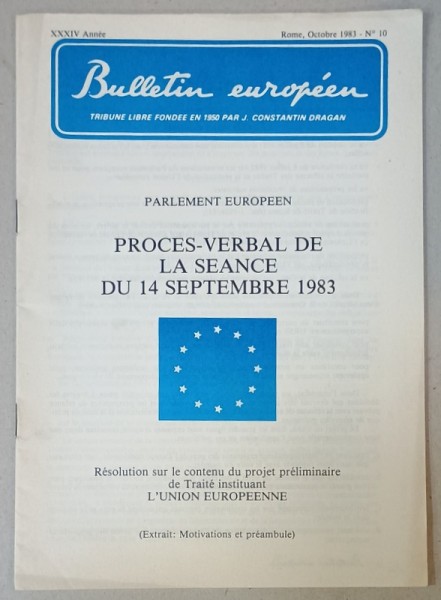 XXXIV Année
Rome, Octobre 1983 - N° 10
Bulletin européen
TRIBUNE LIBRE FONDEE EN 1950 PAR J. CONSTANTIN DRAGAN
PARLEMENT EUROPEEN
PROCES-VERBAL DE
LA SEANCE
DU 14 SEPTEMBRE 1983
Résolution sur le contenu du projet préliminaire
de Traité instituant
L'UNION EUROPEENNE
(Extrait: Motivations et préambule)